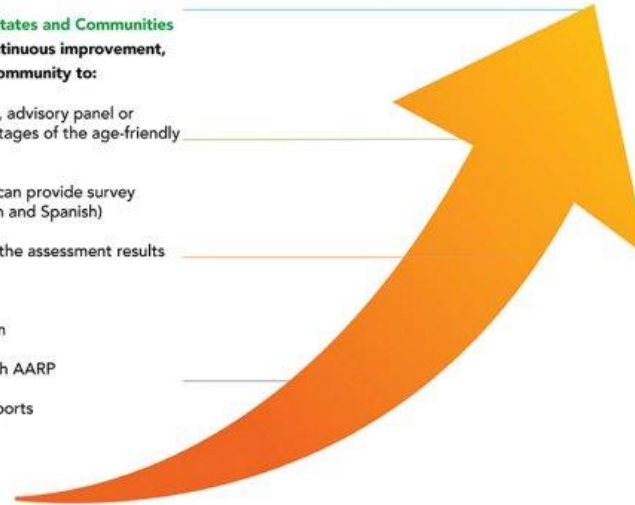 tates and Communities
tinuous improvement,
ommunity to:
, advisory panel or
tages of the age-friendly
can provide survey
n and Spanish)
the assessment results
n
h AARP
ports